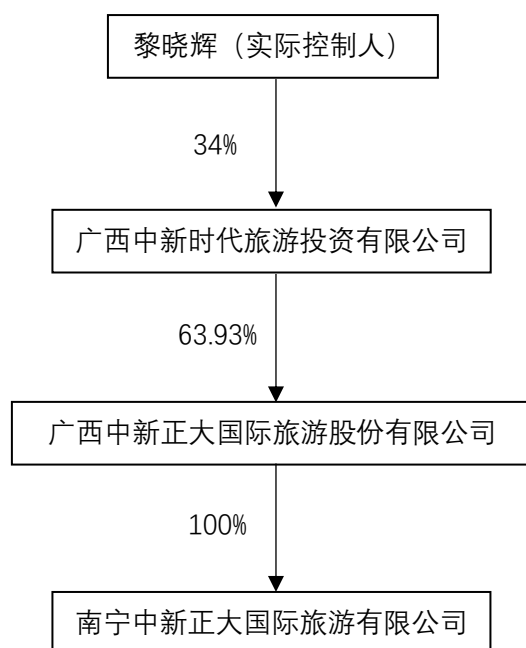 黎晓辉（实际控制人）
34%
广西中新时代旅游投资有限公司
63.93%
广西中新正大国际旅游股份有限公司
100%
南宁中新正大国际旅游有限公司